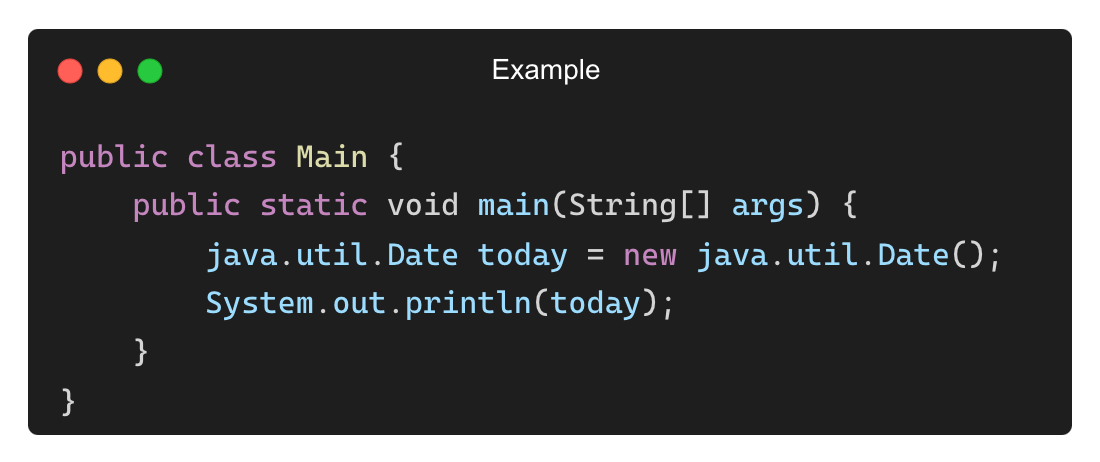 Example
public class Main {
    public static void main(String[] args) {
        java.util.Date today = new java.util.Date();
        System.out.println(today);
    }
}